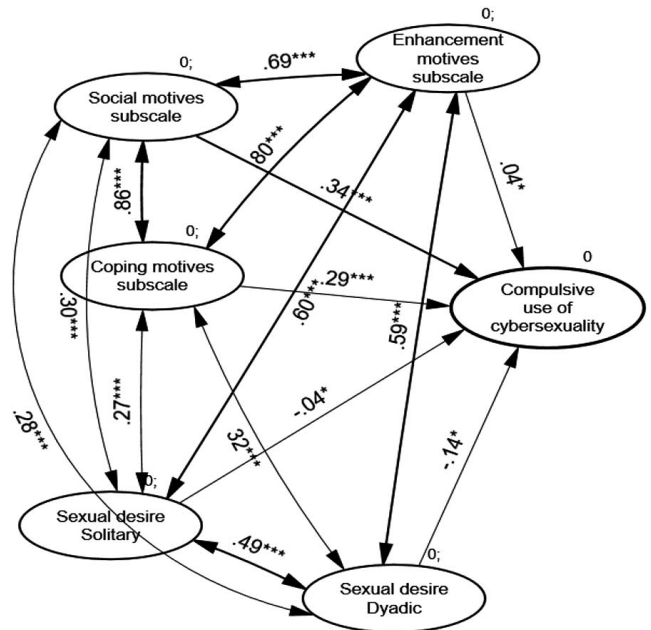 0;
Enhancement
motives
subscale
0;
.69***
Social motives
subscale
.80***
.04*
.34***
.86***
0;
0
Coping motives
subscale
.29***
Compulsive
use of
cybersexuality
.30***
.60***
.59***
.27***
-.04*
.28***
.32***
-.14*
0;
Sexual desire
Solitary
.49***
0;
Sexual desire
Dyadic